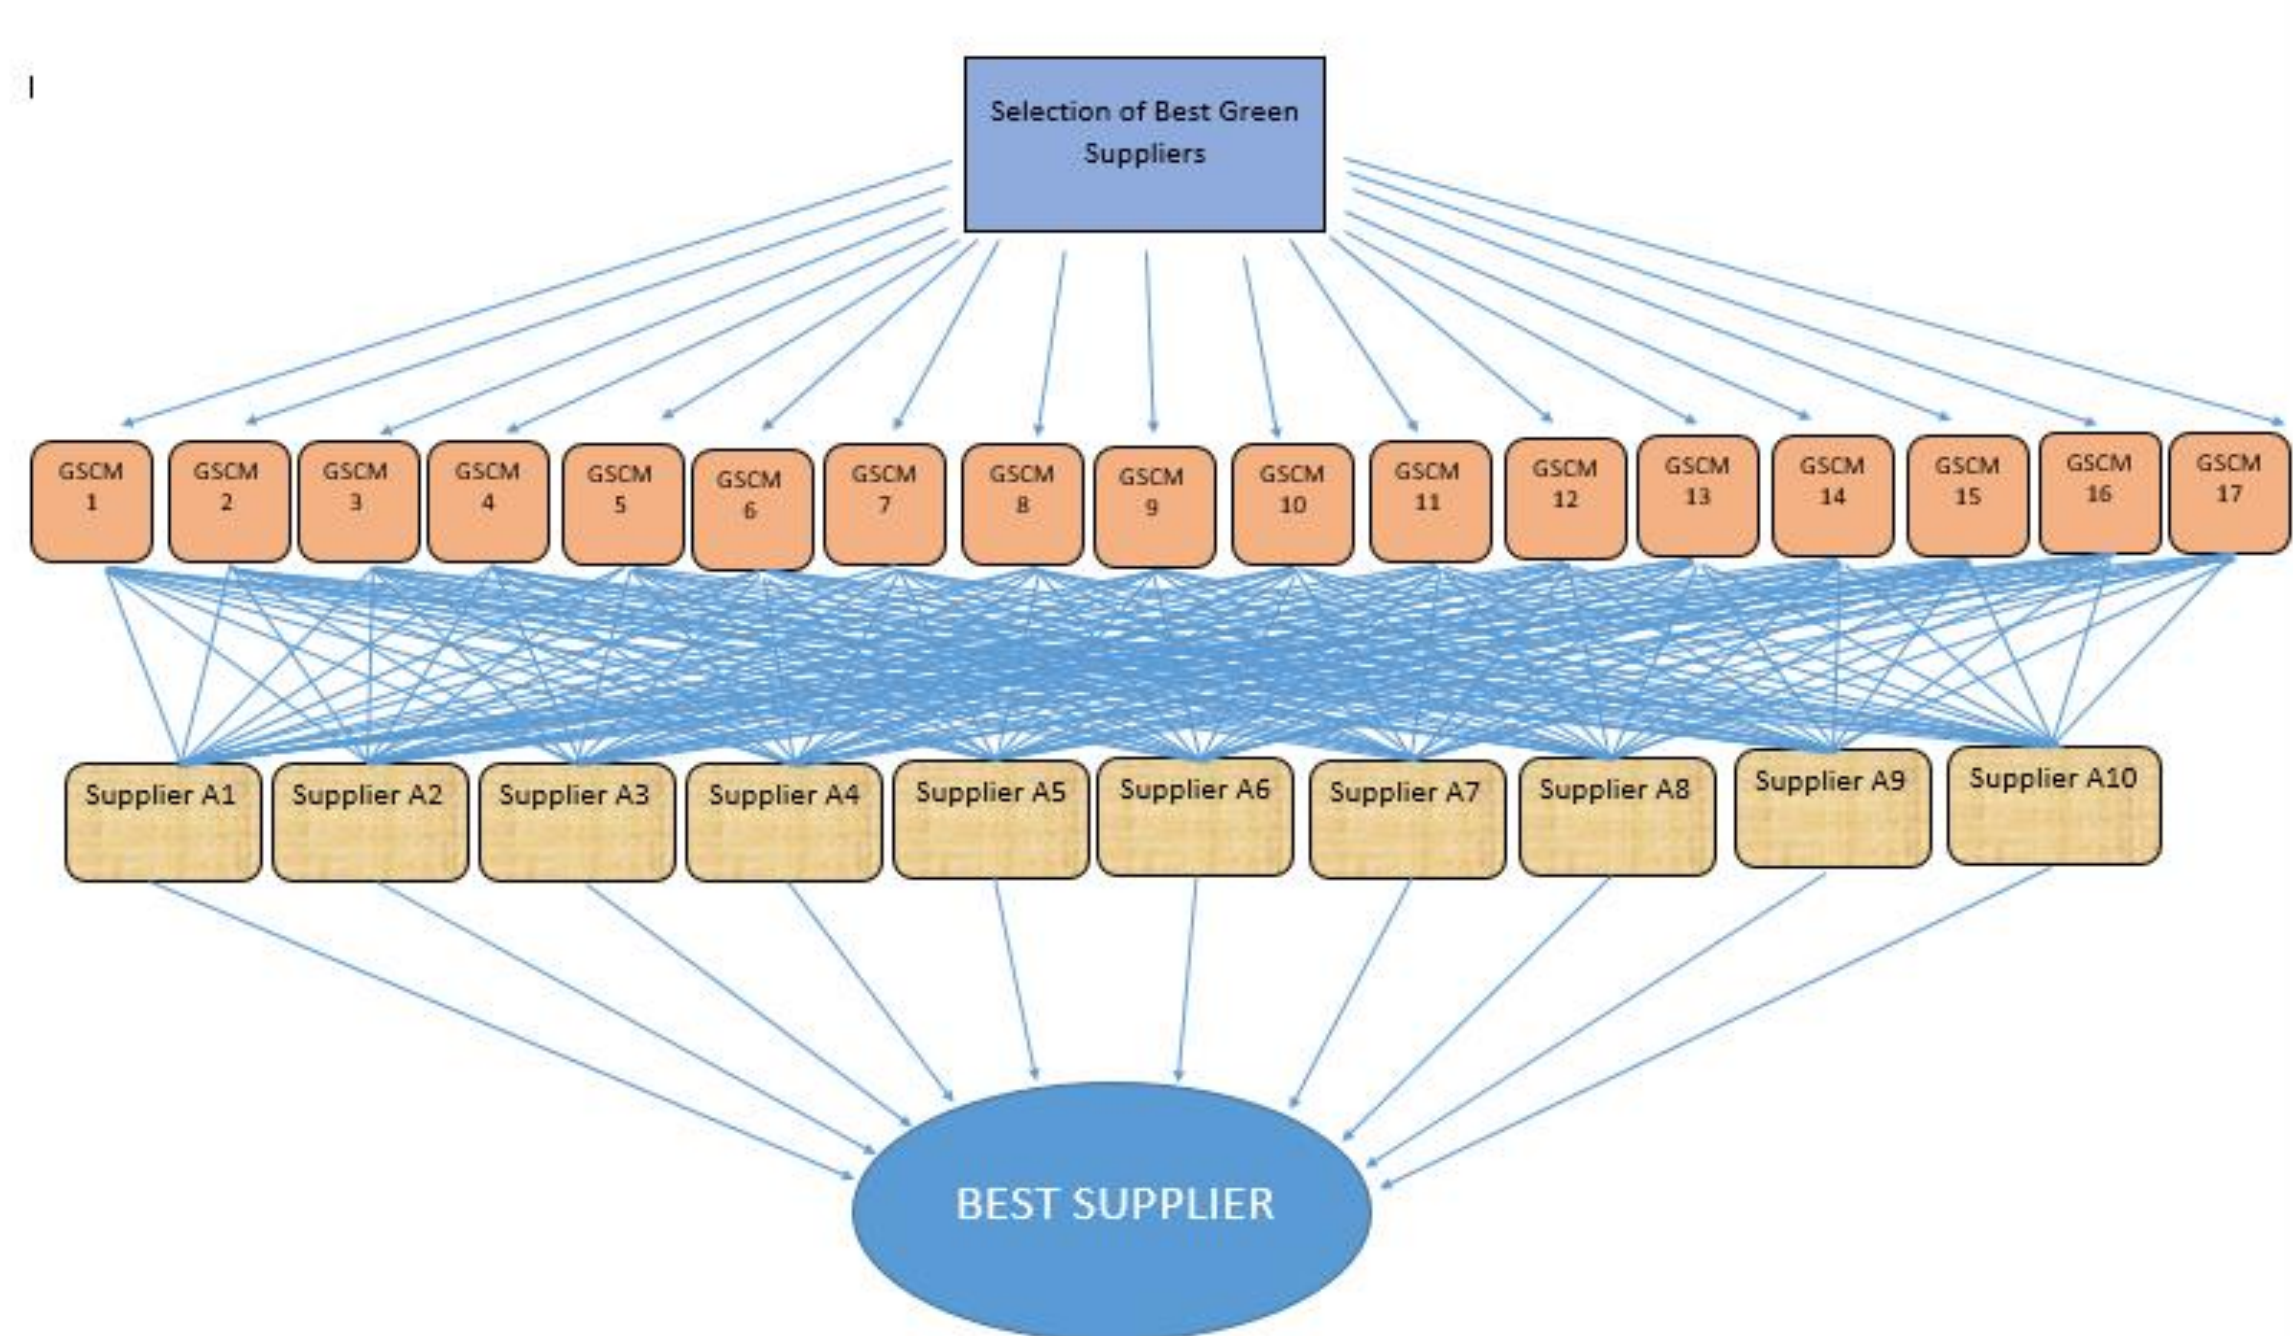 I
Selection of Best Green
Suppliers
GSCM
1
GSCM
2
GSCM
3
GSCM
4
GSCM
5
GSCM
6
GSCM
7
GSCM
8
GSCM
9
GSCM
10
GSCM
11
GSCM
12
GSCM
13
GSCM
14
GSCM
15
GSCM
16
GSCM
17
Supplier A1
Supplier A2
Supplier A3
Supplier A4
Supplier A5
Supplier A6
Supplier A7
Supplier A8
Supplier A9
Supplier A10
BEST SUPPLIER